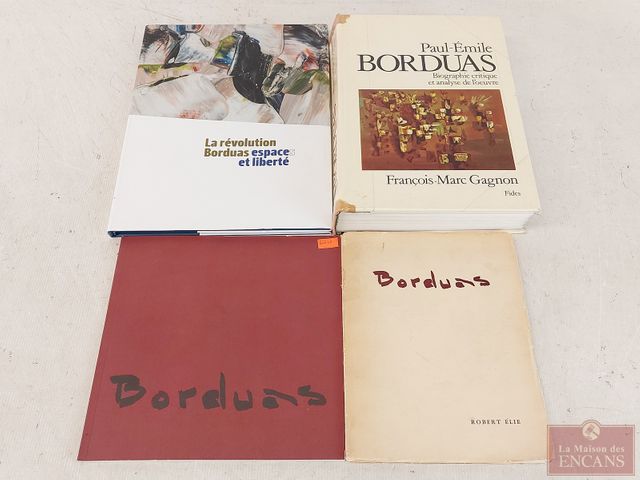 La révolution
Borduas espaces
et liberté
Paul-Émile
BORDUAS
Biographie critique
et analyse de l'oeuvre
François-Marc Gagnon
Fides
Borduas
Borduas
ROBERT ÉLIE
La Maison des
ENCANS